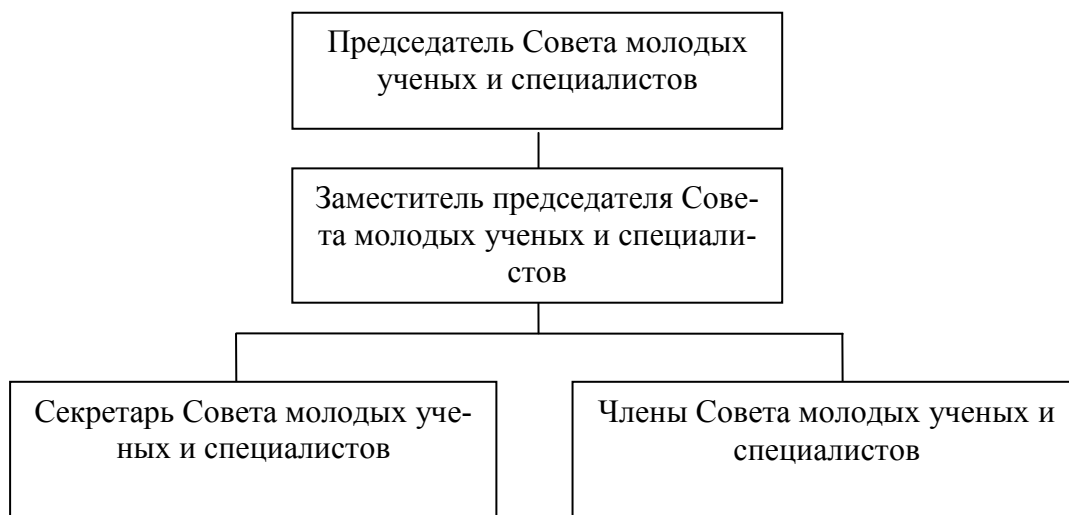 Председатель Совета молодых
ученых и специалистов
Заместитель председателя Сове-
та молодых ученых и специали-
стов
Секретарь Совета молодых уче-
ных и специалистов
Члены Совета молодых ученых и
специалистов